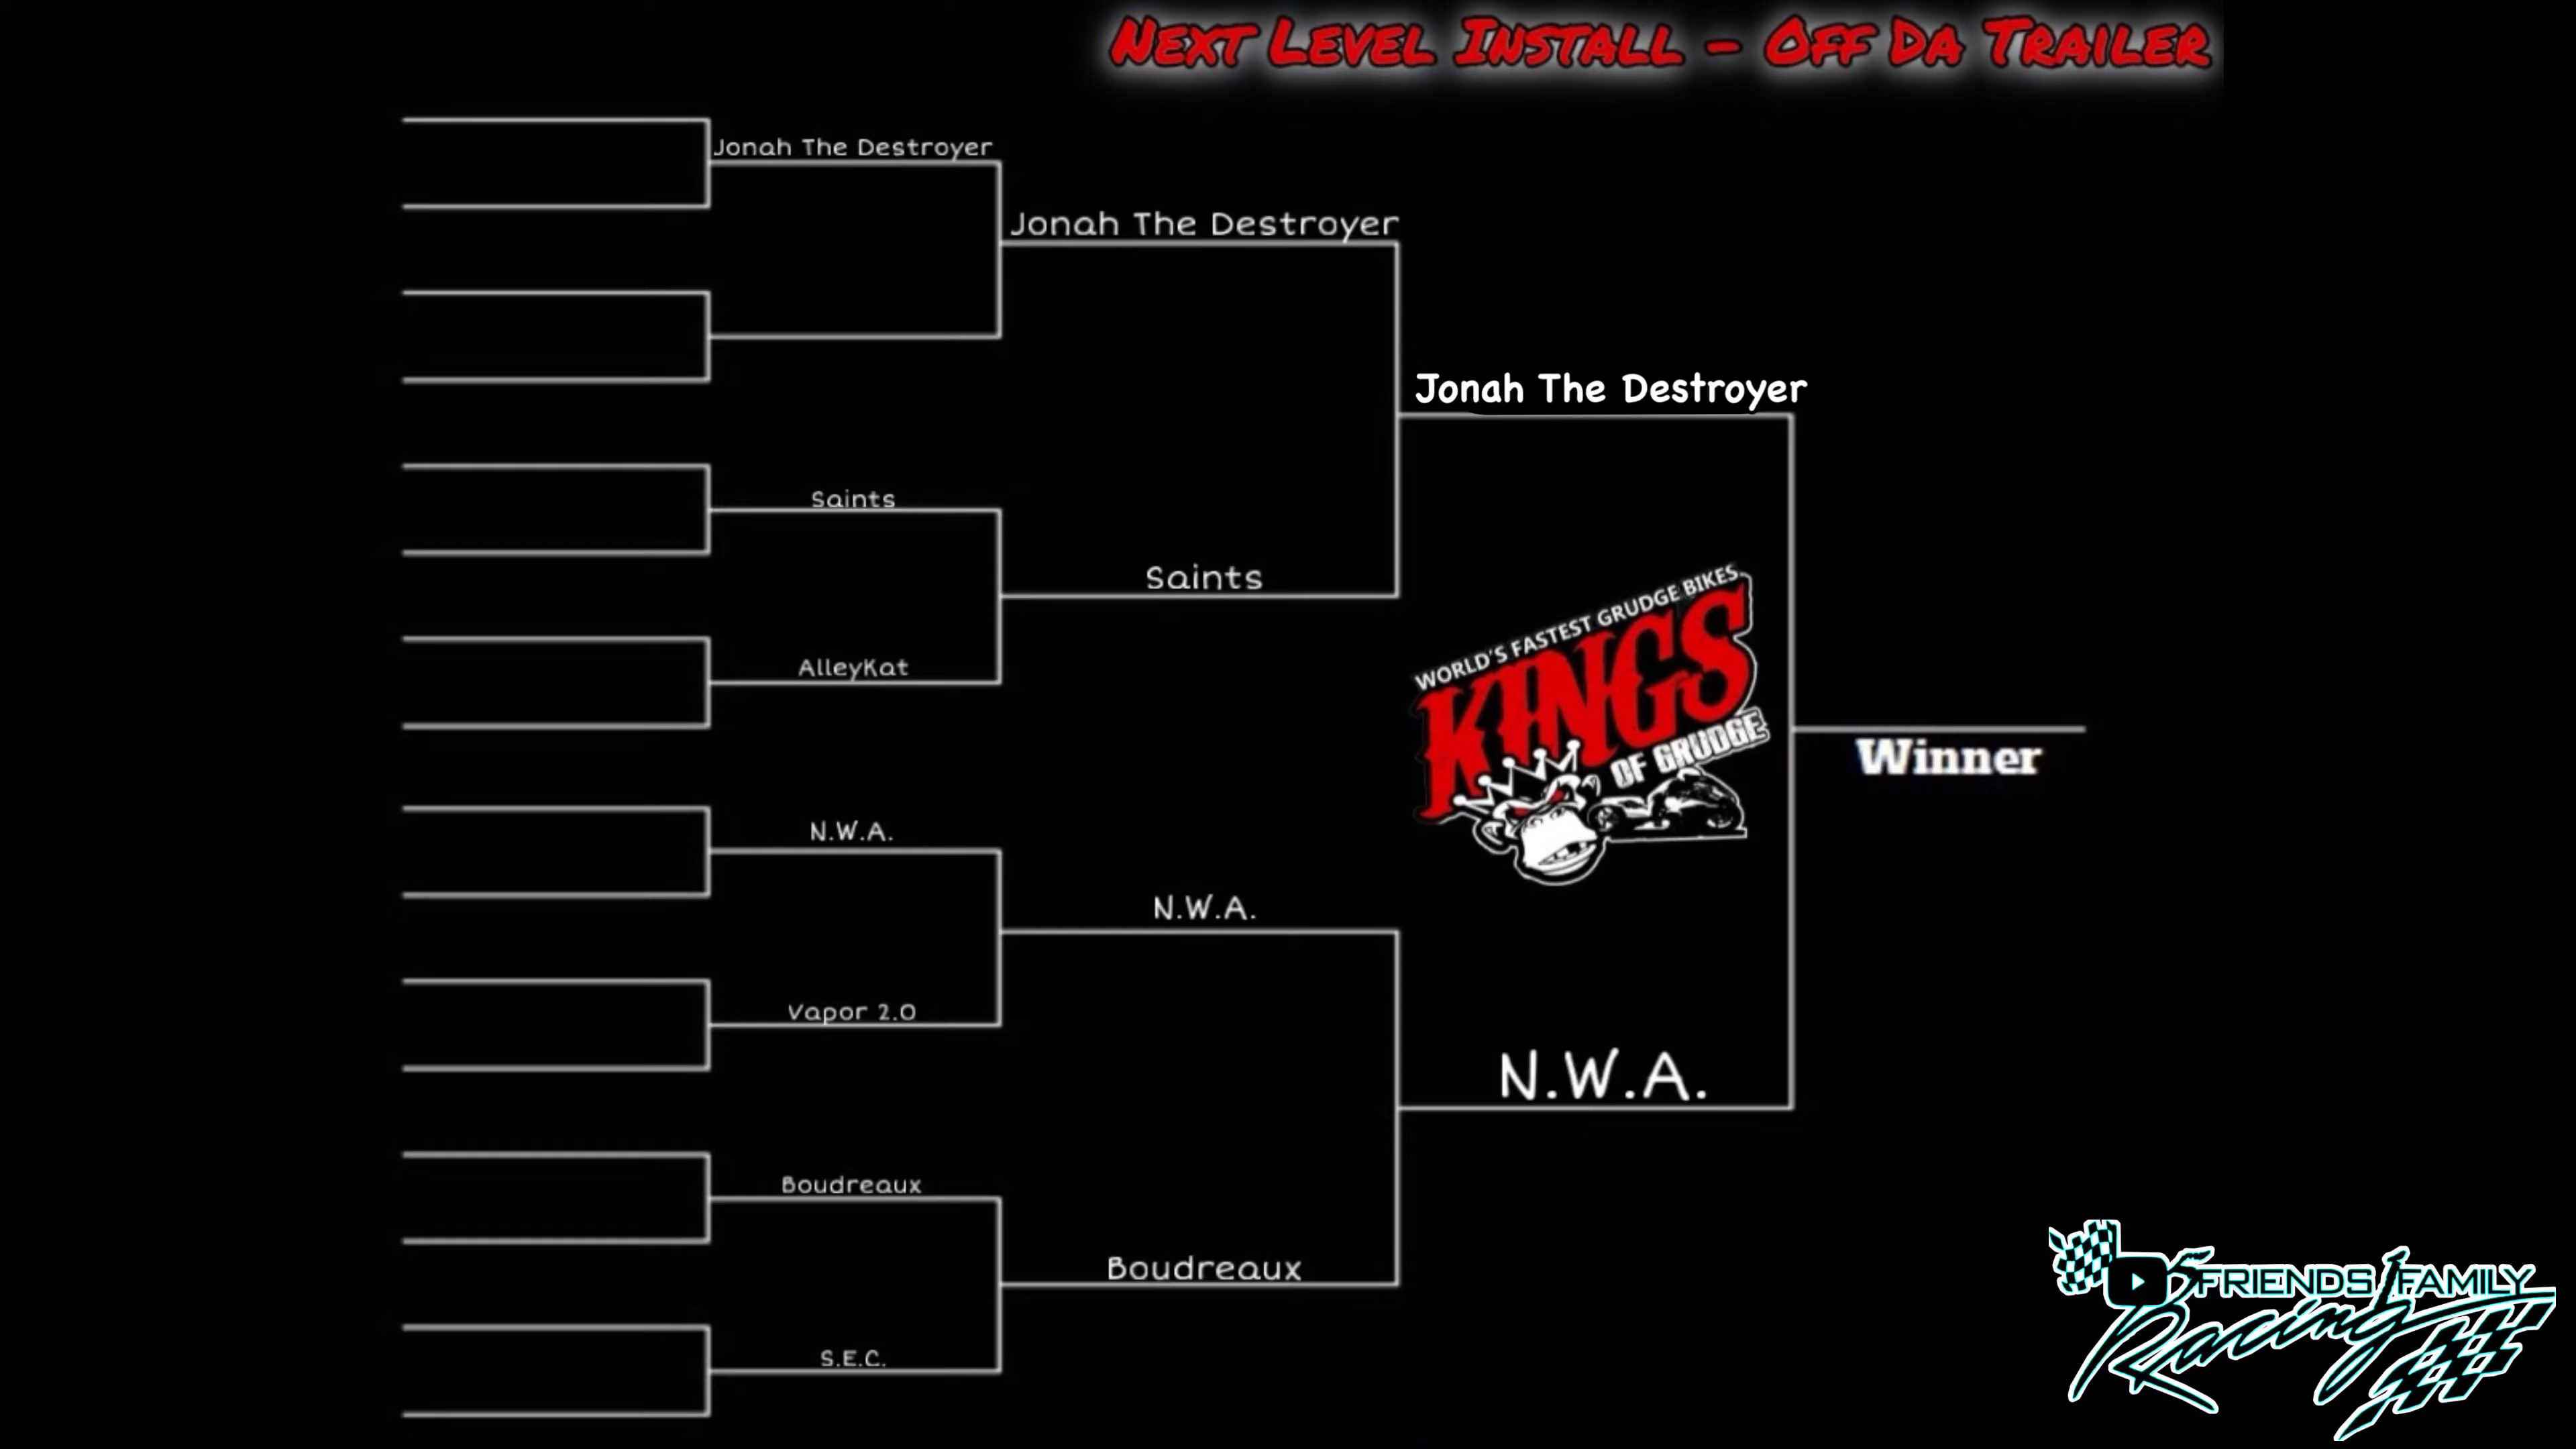 Next Level Install - Off Da Trailer
Jonah The Destroyer
Jonah The Destroyer
Jonah The Destroyer
Saints
Saints
AlleyKat
WORLD'S FASTEST GRUDGE BIKES
KINGS
OF GRUDGE
Winner
N.W.A.
N.W.A.
Vapor 2.0
N.W.A.
Boudreaux
Boudreaux
S.E.C.
FRIENDS FAMILY
Racing